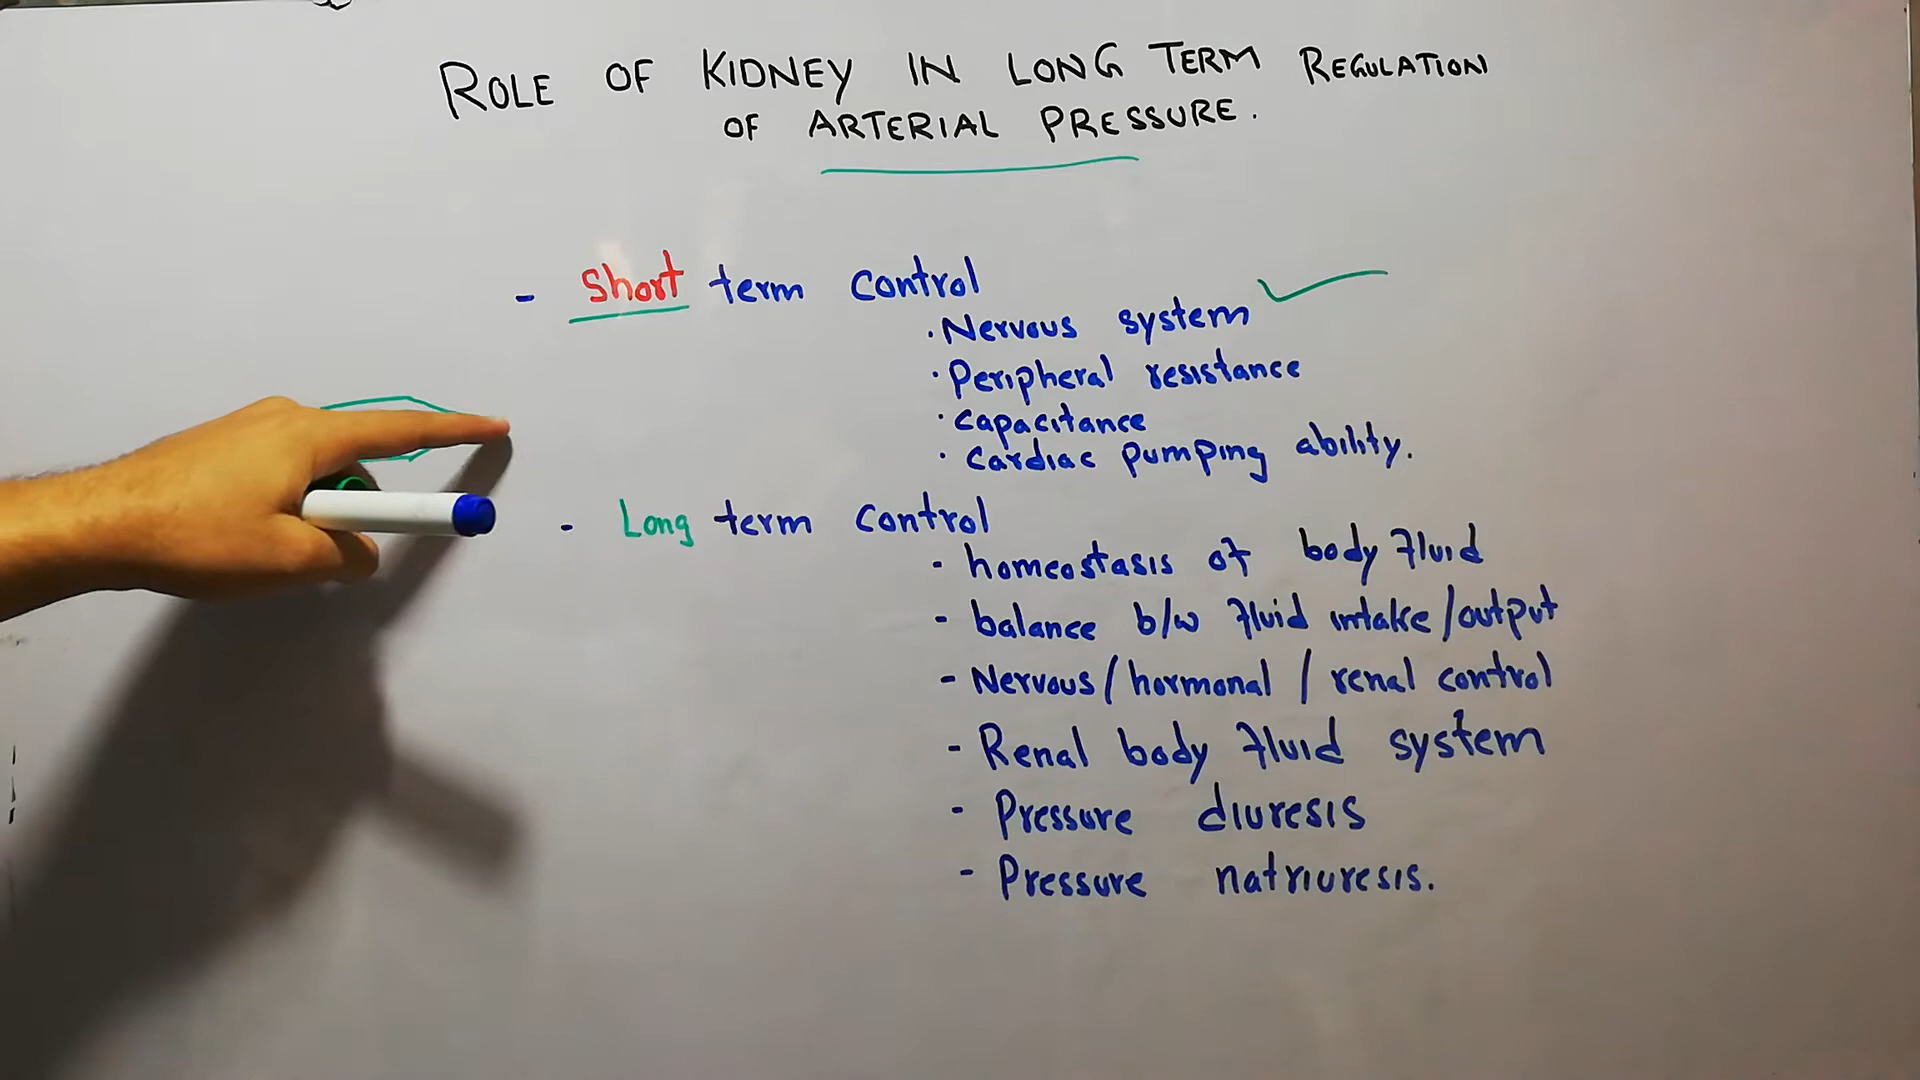 ROLE OF KIDNEY IN LONG TERM REGULATION
OF ARTERIAL PRESSURE.
- Short term control
. Nervous system
. Peripheral resistance
. capacitance
. cardiac pumping ability.
- Long term control
- homeostasis of body fluid
- balance b/w fluid intake/output
- Nervous/hormonal/renal control
- Renal body fluid system
- Pressure diuresis
- Pressure natriuresis.